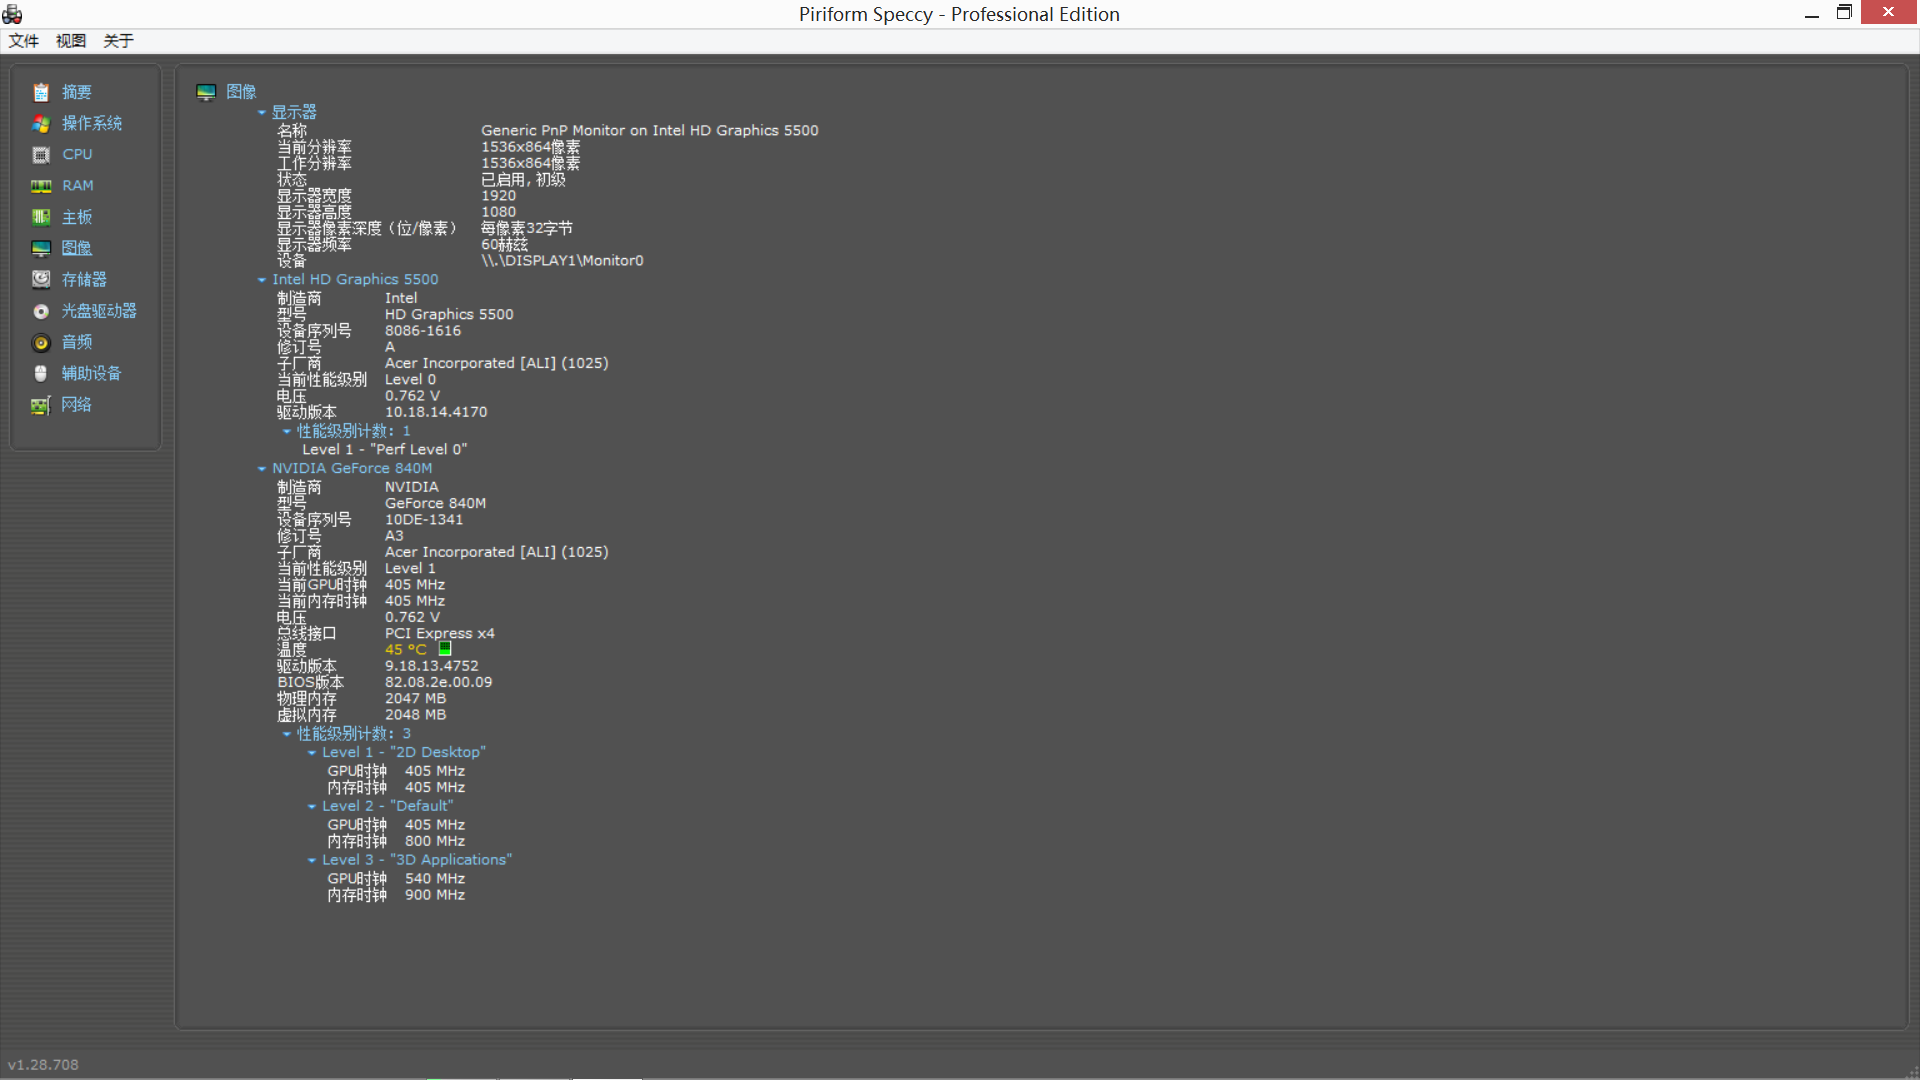 Piriform Speccy - Professional Edition
文件 视图 关于
摘要
操作系统
CPU
RAM
主板
图像
存储器
光盘驱动器
音频
辅助设备
网络
图像
显示器
名称 Generic PnP Monitor on Intel HD Graphics 5500
当前分辨率 1536x864像素
工作分辨率 1536x864像素
状态 已启用, 初级
显示器宽度 1920
显示器高度 1080
显示器像素深度（位/像素） 每像素32字节
显示器频率 60赫兹
设备 \\.\DISPLAY1\Monitor0
Intel HD Graphics 5500
制造商 Intel
型号 HD Graphics 5500
设备序列号 8086-1616
修订号 A
子厂商 Acer Incorporated [ALI] (1025)
当前性能级别 Level 0
电压 0.762 V
驱动版本 10.18.14.4170
性能级别计数: 1
Level 1 - "Perf Level 0"
NVIDIA GeForce 840M
制造商 NVIDIA
型号 GeForce 840M
设备序列号 10DE-1341
修订号 A3
子厂商 Acer Incorporated [ALI] (1025)
当前性能级别 Level 1
当前GPU时钟 405 MHz
当前内存时钟 405 MHz
电压 0.762 V
总线接口 PCI Express x4
温度 45 °C
驱动版本 9.18.13.4752
BIOS版本 82.08.2e.00.09
物理内存 2047 MB
虚拟内存 2048 MB
性能级别计数: 3
Level 1 - "2D Desktop"
GPU时钟 405 MHz
内存时钟 405 MHz
Level 2 - "Default"
GPU时钟 405 MHz
内存时钟 800 MHz
Level 3 - "3D Applications"
GPU时钟 540 MHz
内存时钟 900 MHz
v1.28.708